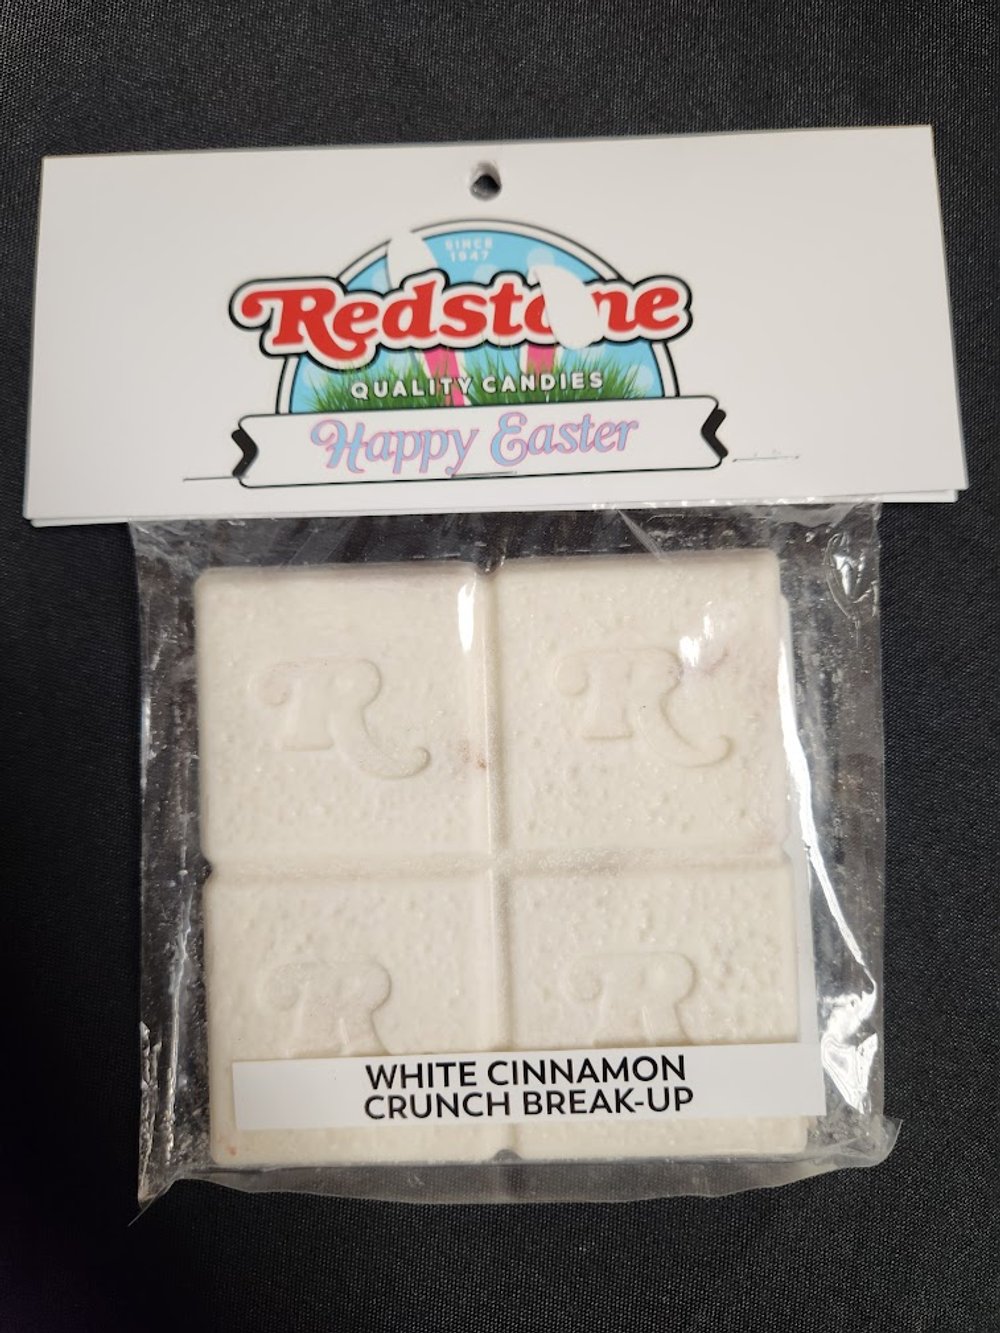 SINCE
1947
Redstone
QUALITY CANDIES
Happy Easter
R R
R R
WHITE CINNAMON
CRUNCH BREAK-UP